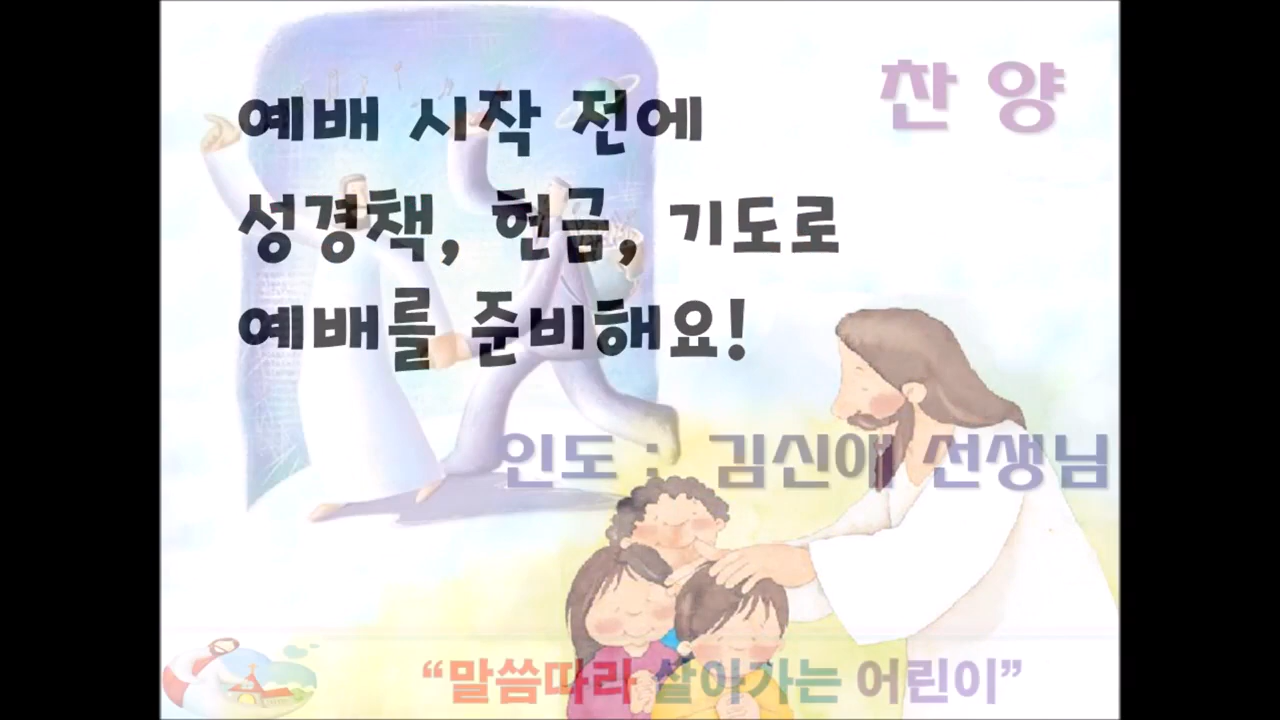 찬 양
예배 시작 전에
성경책, 헌금, 기도로
예배를 준비해요!
인도 : 김신애 선생님
“말씀따라 살아가는 어린이”